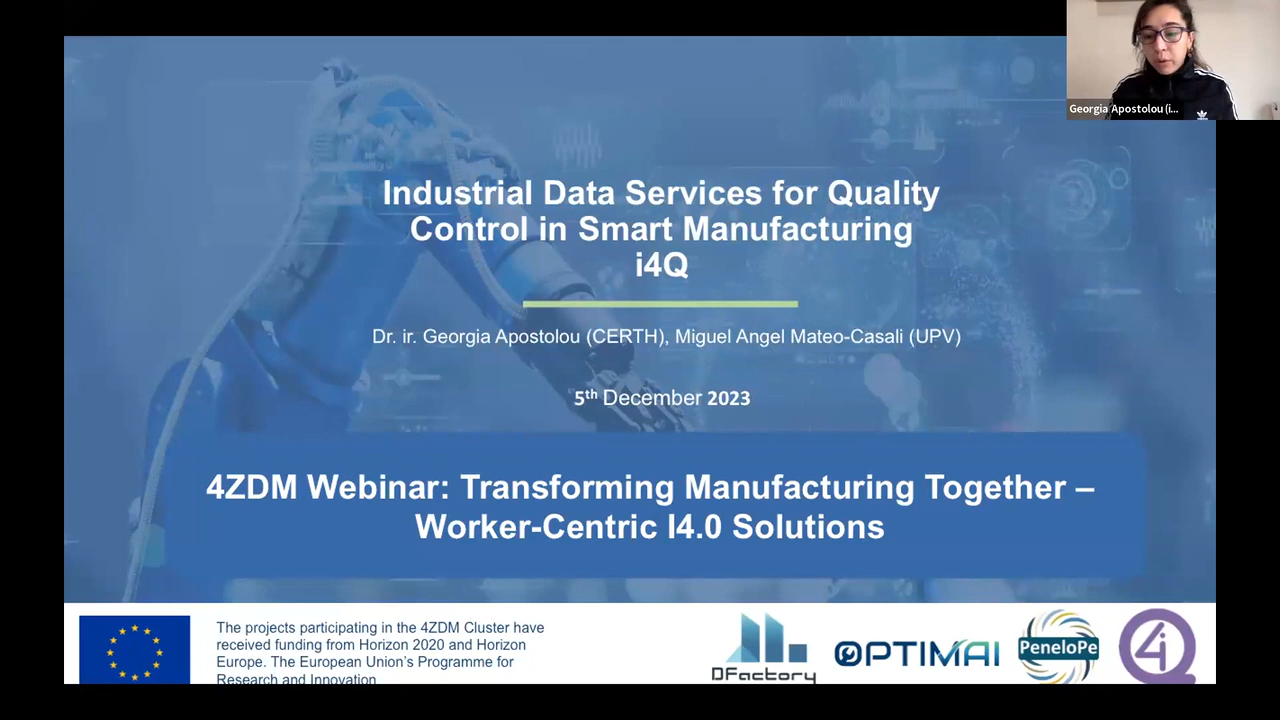 Georgia Apostolou (i...
Industrial Data Services for Quality
Control in Smart Manufacturing
i4Q
Dr. ir. Georgia Apostolou (CERTH), Miguel Angel Mateo-Casali (UPV)
5th December 2023
4ZDM Webinar: Transforming Manufacturing Together –
Worker-Centric I4.0 Solutions
The projects participating in the 4ZDM Cluster have
received funding from Horizon 2020 and Horizon
Europe. The European Union's Programme for
Research and Innovation
DFactory
OPTIMAI
PeneloPe
i4Q